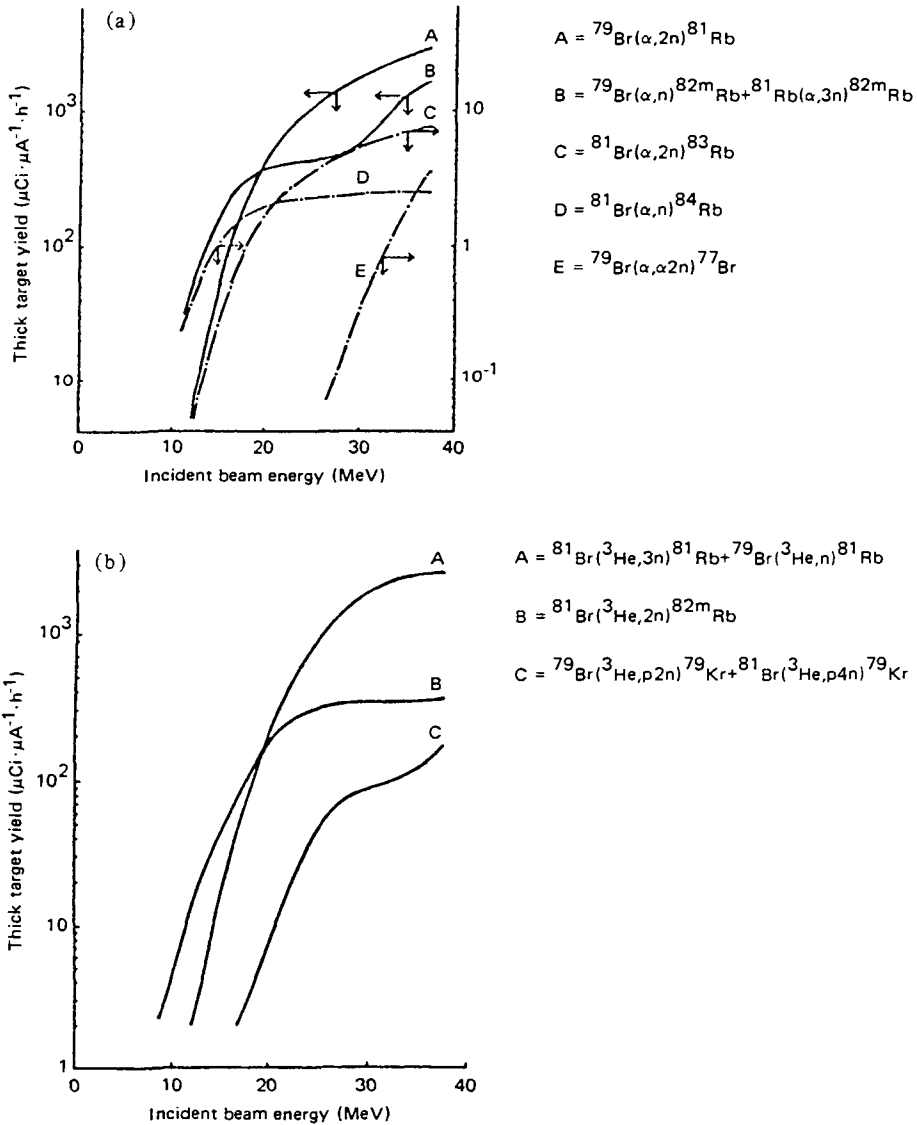 (a)
Thick target yield (μCi·μA⁻¹·h⁻¹)
10³
10²
10
10
1
10⁻¹
A
B
C
D
E
0
10
20
30
40
Incident beam energy (MeV)
A = ⁷⁹Br(α,2n)⁸¹Rb
B = ⁷⁹Br(α,n)⁸²ᵐRb+⁸¹Rb(α,3n)⁸²ᵐRb
C = ⁸¹Br(α,2n)⁸³Rb
D = ⁸¹Br(α,n)⁸⁴Rb
E = ⁷⁹Br(α,α2n)⁷⁷Br
(b)
Thick target yield (μCi·μA⁻¹·h⁻¹)
10³
10²
10
1
A
B
C
0
10
20
30
40
Incident beam energy (MeV)
A = ⁸¹Br(³He,3n)⁸¹Rb+⁷⁹Br(³He,n)⁸¹Rb
B = ⁸¹Br(³He,2n)⁸²ᵐRb
C = ⁷⁹Br(³He,p2n)⁷⁹Kr+⁸¹Br(³He,p4n)⁷⁹Kr